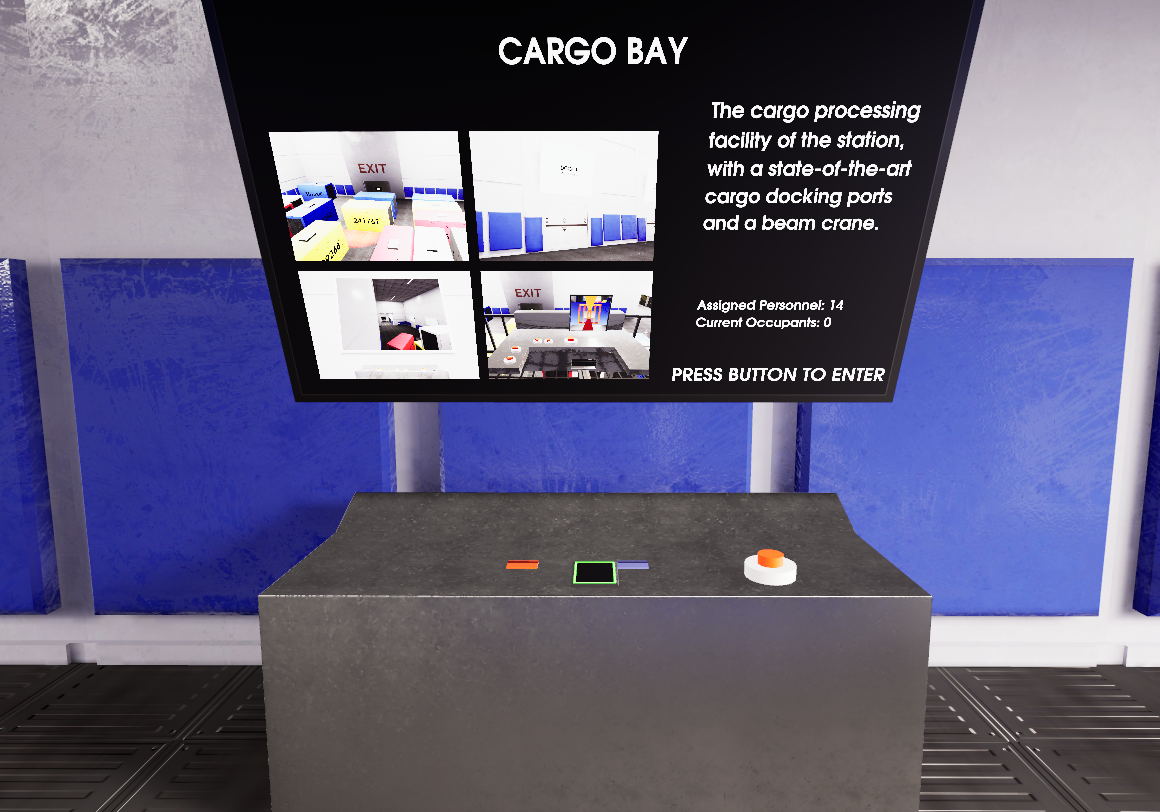 CARGO BAY
The cargo processing
facility of the station,
with a state-of-the-art
cargo docking ports
and a beam crane.
EXIT
EXIT
Assigned Personnel: 14
Current Occupants: 0
PRESS BUTTON TO ENTER